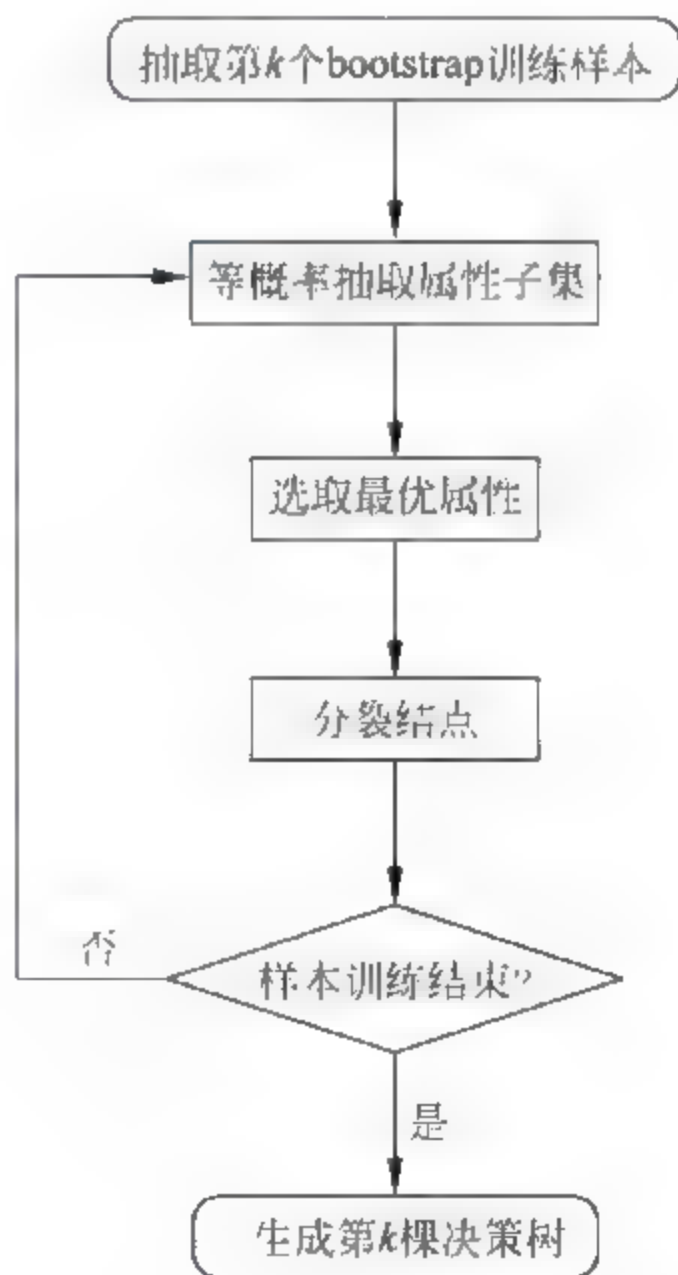 抽取第k个bootstrap训练样本
等概率抽取属性子集
选取最优属性
分裂结点
样本训练结束?
否
是
生成第k棵决策树